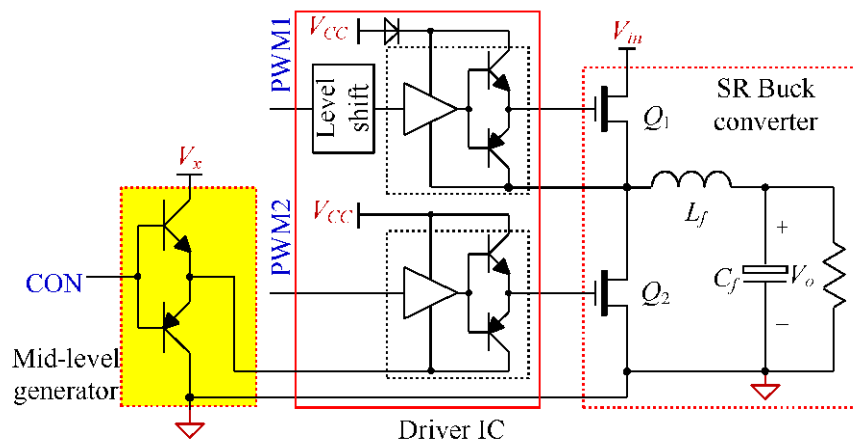 PWM1
V_CC
Level shift
V_in
SR Buck
converter
Q_1
V_x
PWM2
V_CC
L_f
+
CON
Q_2
C_f
V_o
−
Mid-level
generator
Driver IC